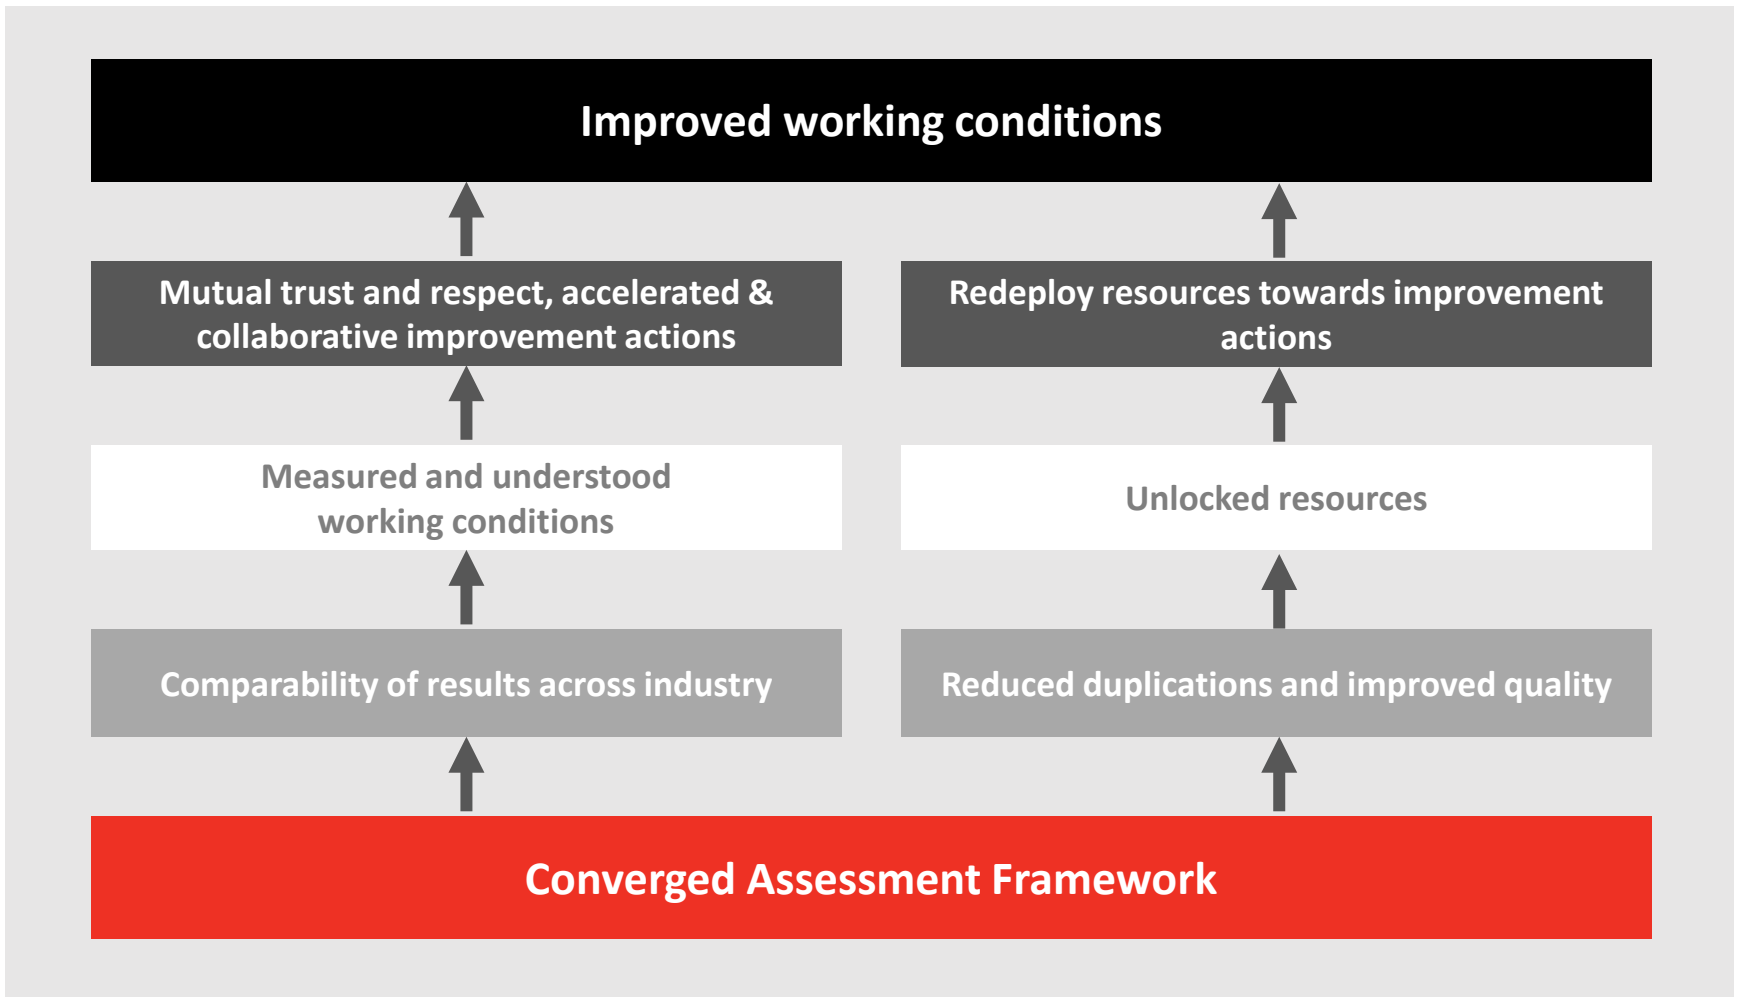 Improved working conditions
Mutual trust and respect, accelerated &
collaborative improvement actions
Redeploy resources towards improvement
actions
Measured and understood
working conditions
Unlocked resources
Comparability of results across industry
Reduced duplications and improved quality
Converged Assessment Framework